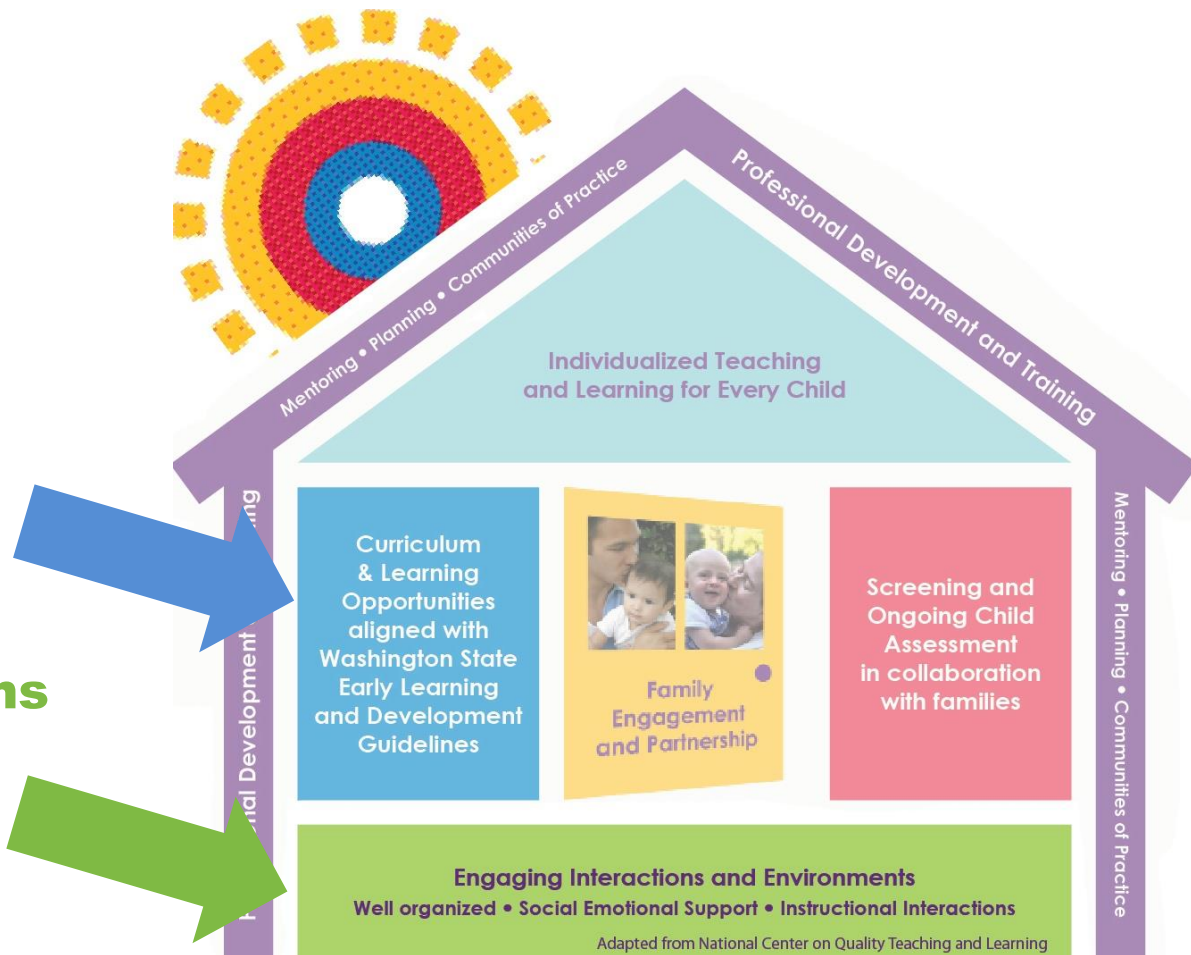 Mentoring • Planning • Communities of Practice
Professional Development and Training
Individualized Teaching
and Learning for Every Child
Development
Curriculum
& Learning
Opportunities
aligned with
Washington State
Early Learning
and Development
Guidelines
Family
Engagement
and Partnership
Screening and
Ongoing Child
Assessment
in collaboration
with families
Mentoring • Planning • Communities of Practice
Engaging Interactions and Environments
Well organized • Social Emotional Support • Instructional Interactions
Adapted from National Center on Quality Teaching and Learning